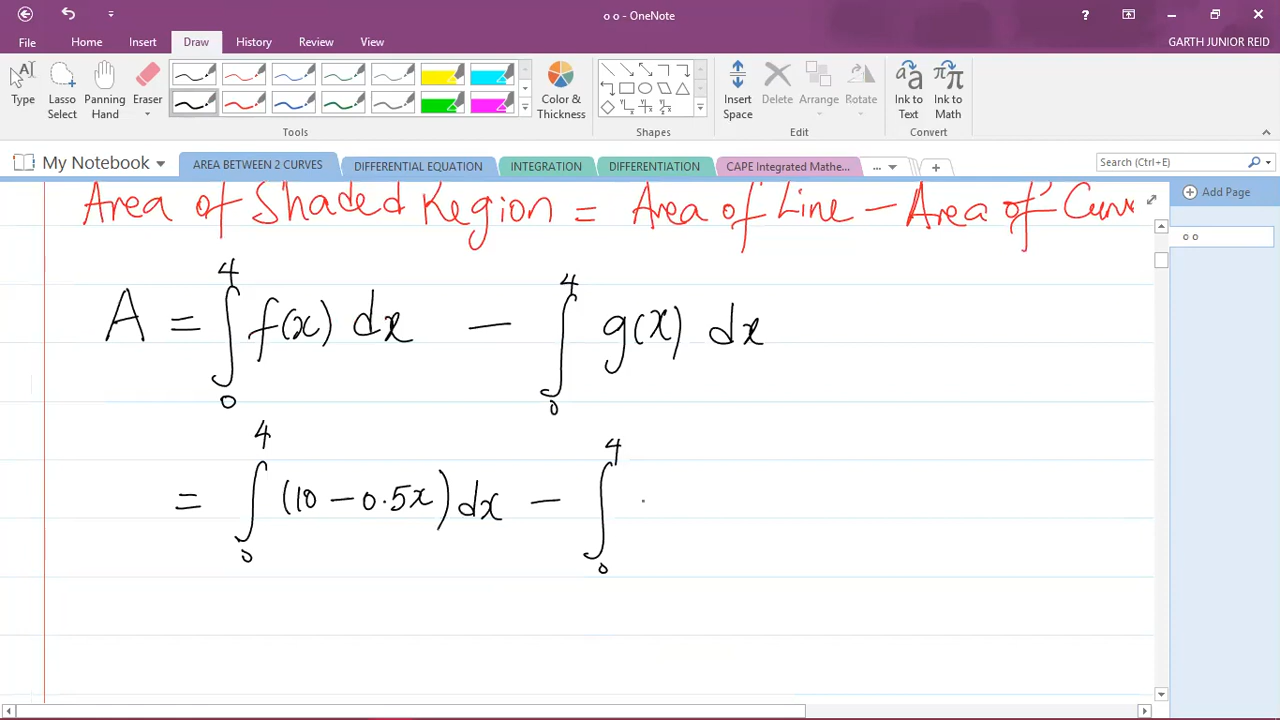 o o - OneNote
File Home Insert Draw History Review View GARTH JUNIOR REID
Type Lasso Select Panning Hand Eraser Color & Thickness Insert Space Delete Arrange Rotate Ink to Text Ink to Math
Tools Shapes Edit Convert
My Notebook AREA BETWEEN 2 CURVES DIFFERENTIAL EQUATION INTEGRATION DIFFERENTIATION CAPE Integrated Mathe... ... + Search (Ctrl+E)
Add Page
o o
Area of Shaded Region = Area of Line – Area of Curv
A = ∫₀⁴ f(x) dx – ∫₀⁴ g(x) dx
= ∫₀⁴ (10 – 0.5x) dx – ∫₀⁴